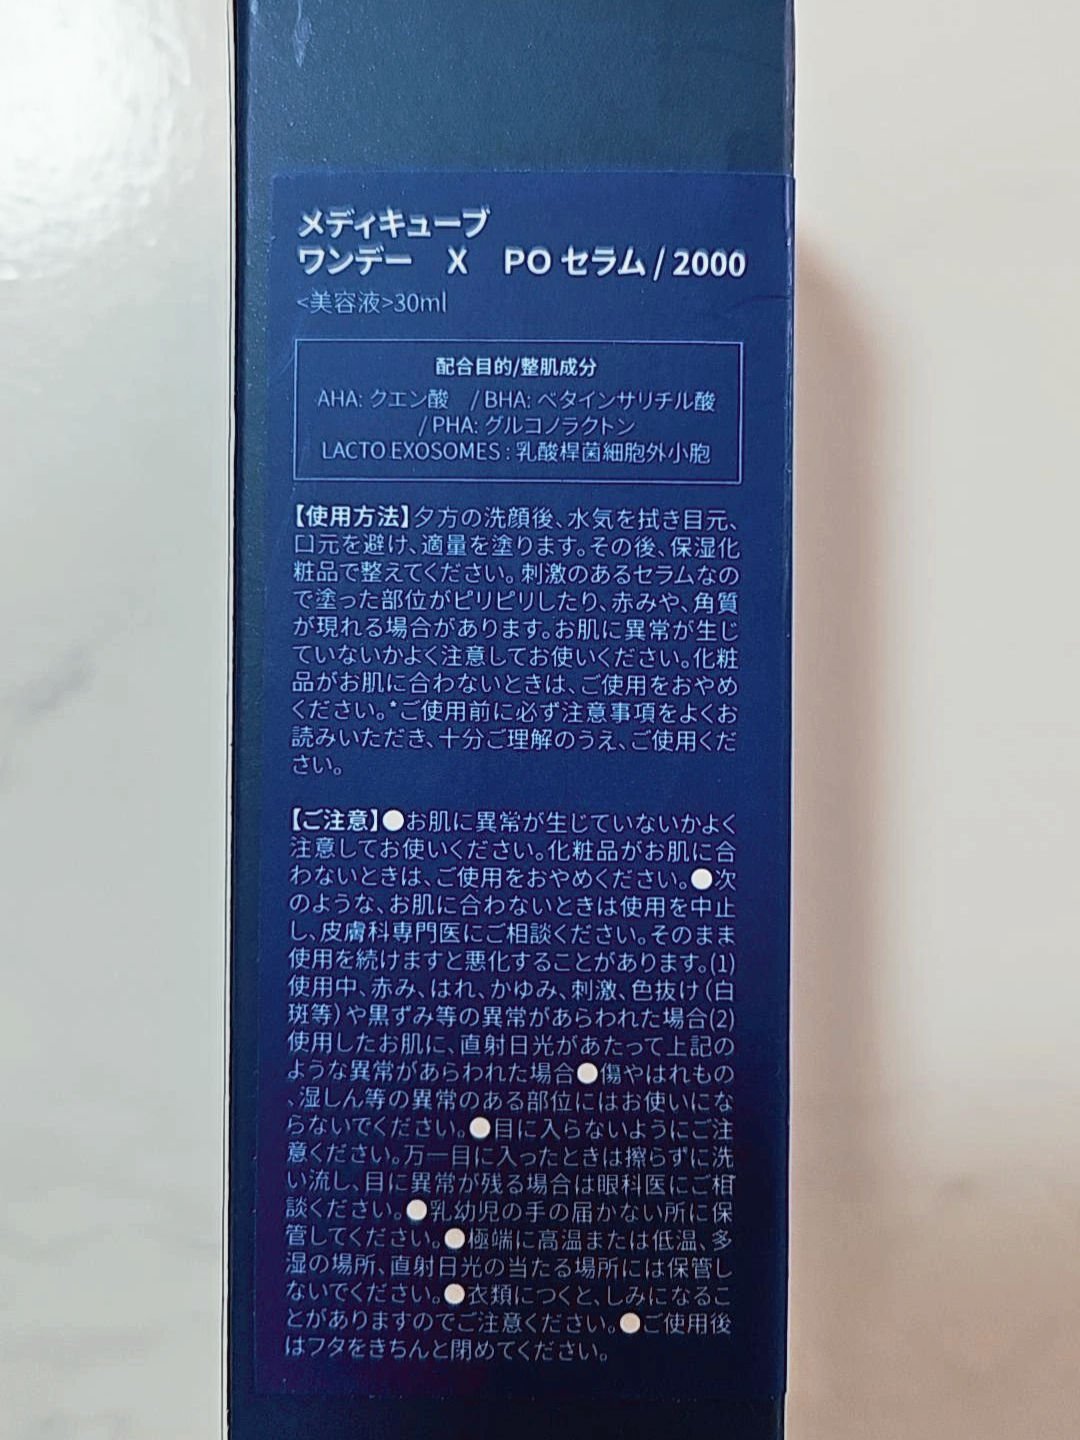 メディキューブ
ワンデー　X　PO セラム / 2000
<美容液>30ml
配合目的/整肌成分
AHA: クエン酸　/ BHA: ベタインサリチル酸
/ PHA: グルコノラクトン
LACTO EXOSOMES : 乳酸桿菌細胞外小胞
【使用方法】夕方の洗顔後、水気を拭き目元、
口元を避け、適量を塗ります。その後、保湿化
粧品で整えてください。刺激のあるセラムなの
で塗った部位がピリピリしたり、赤みや、角質
が現れる場合があります。お肌に異常が生じ
ていないかよく注意してお使いください。化粧
品がお肌に合わないときは、ご使用をおやめ
ください。*ご使用前に必ず注意事項をよくお
読みいただき、十分ご理解のうえ、ご使用くだ
さい。
【ご注意】●お肌に異常が生じていないかよく
注意してお使いください。化粧品がお肌に合
わないときは、ご使用をおやめください。●次
のような、お肌に合わないときは使用を中止
し、皮膚科専門医にご相談ください。そのまま
使用を続けますと悪化することがあります。(1)
使用中、赤み、はれ、かゆみ、刺激、色抜け（白
斑等）や黒ずみ等の異常があらわれた場合(2)
使用したお肌に、直射日光があたって上記の
ような異常があらわれた場合●傷やはれもの
、湿しん等の異常のある部位にはお使いにな
らないでください。●目に入らないようにご注
意ください。万一目に入ったときは擦らずに洗
い流し、目に異常が残る場合は眼科医にご相
談ください。●乳幼児の手の届かない所に保
管してください。●極端に高温または低温、多
湿の場所、直射日光の当たる場所には保管し
ないでください。●衣類につくと、しみになるこ
とがありますのでご注意ください。●ご使用後
はフタをきちんと閉めてください。